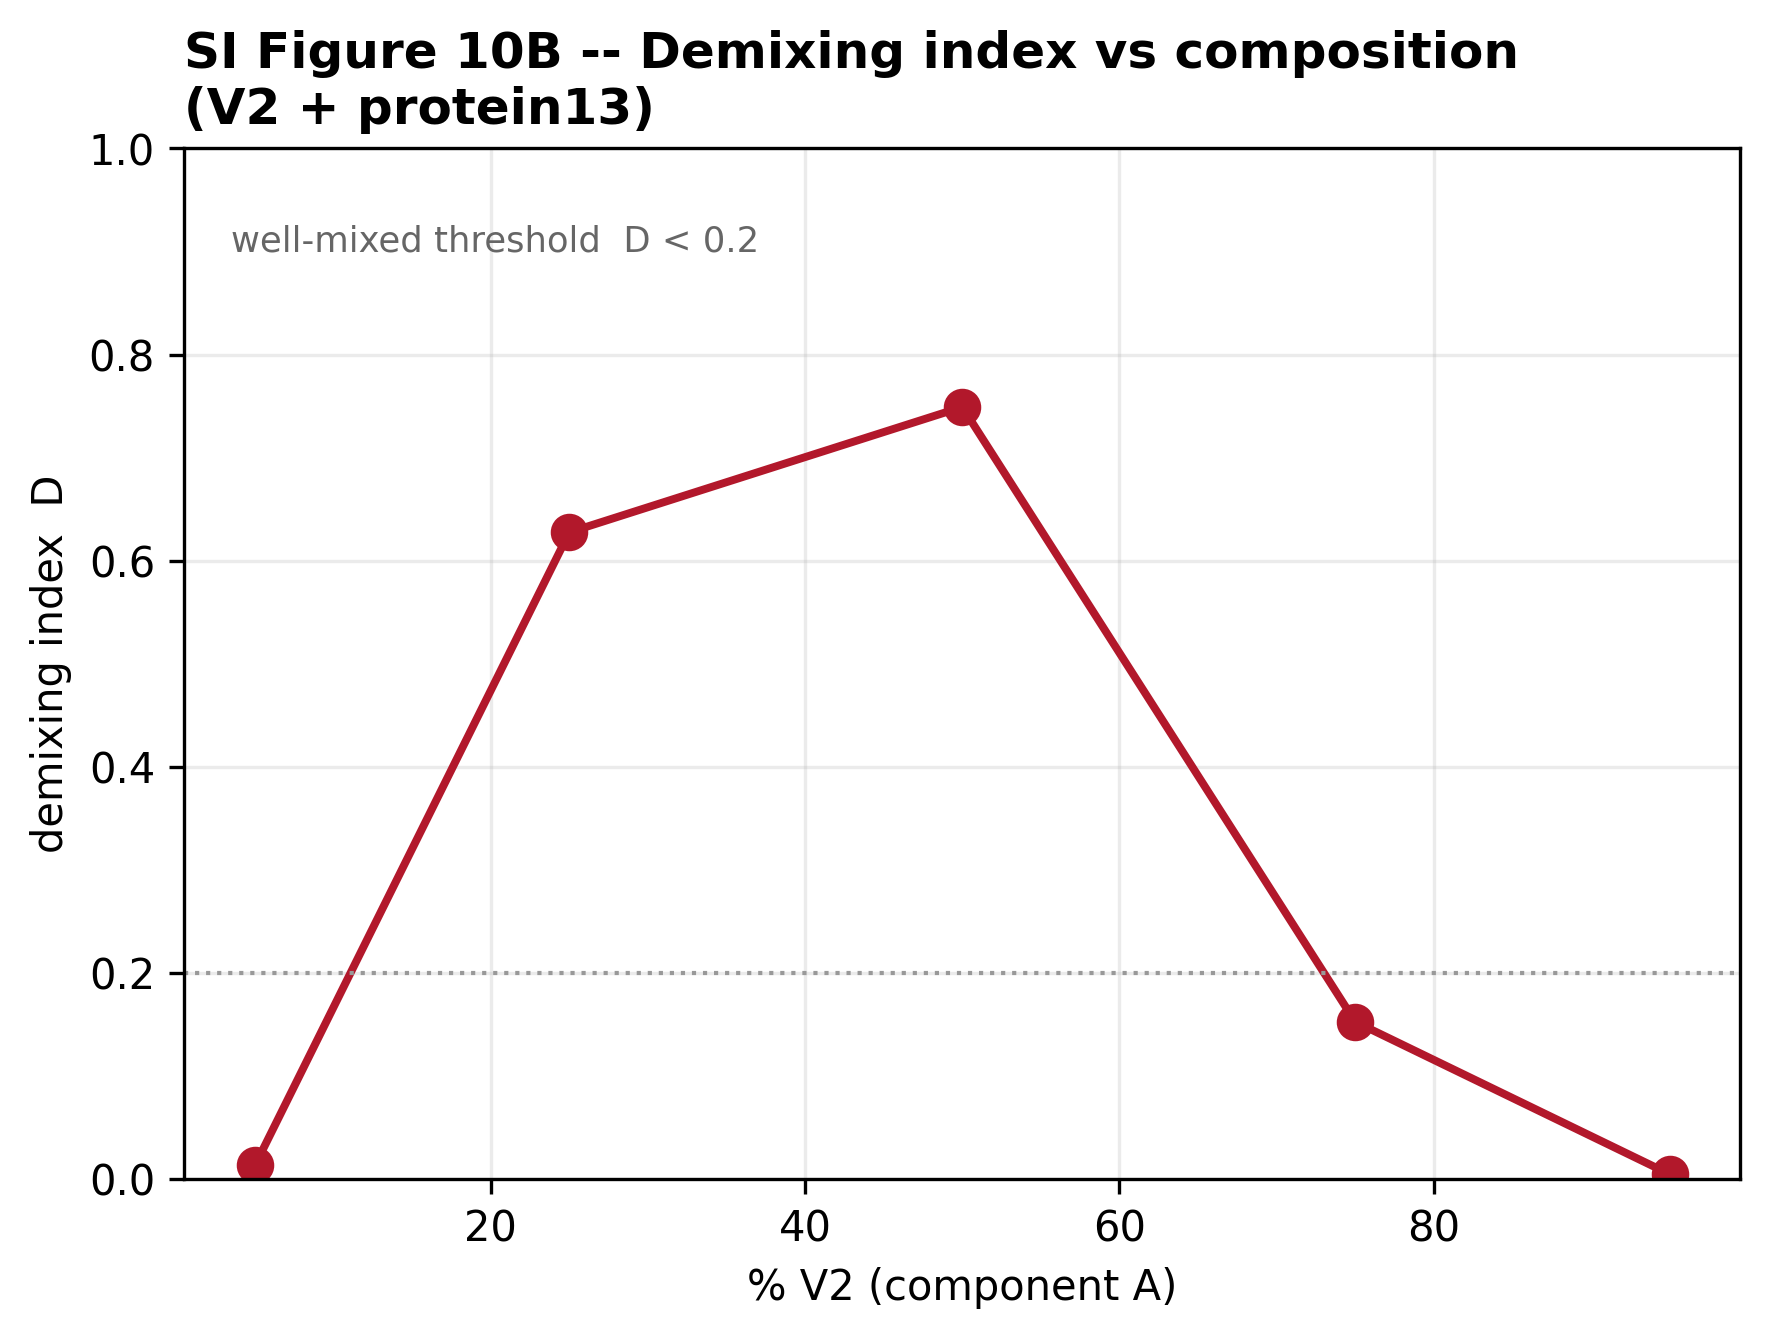 SI Figure 10B -- Demixing index vs composition
(V2 + protein13)
1.0
well-mixed threshold  D < 0.2
0.8
0.6
0.4
0.2
0.0
demixing index  D
20
40
60
80
% V2 (component A)